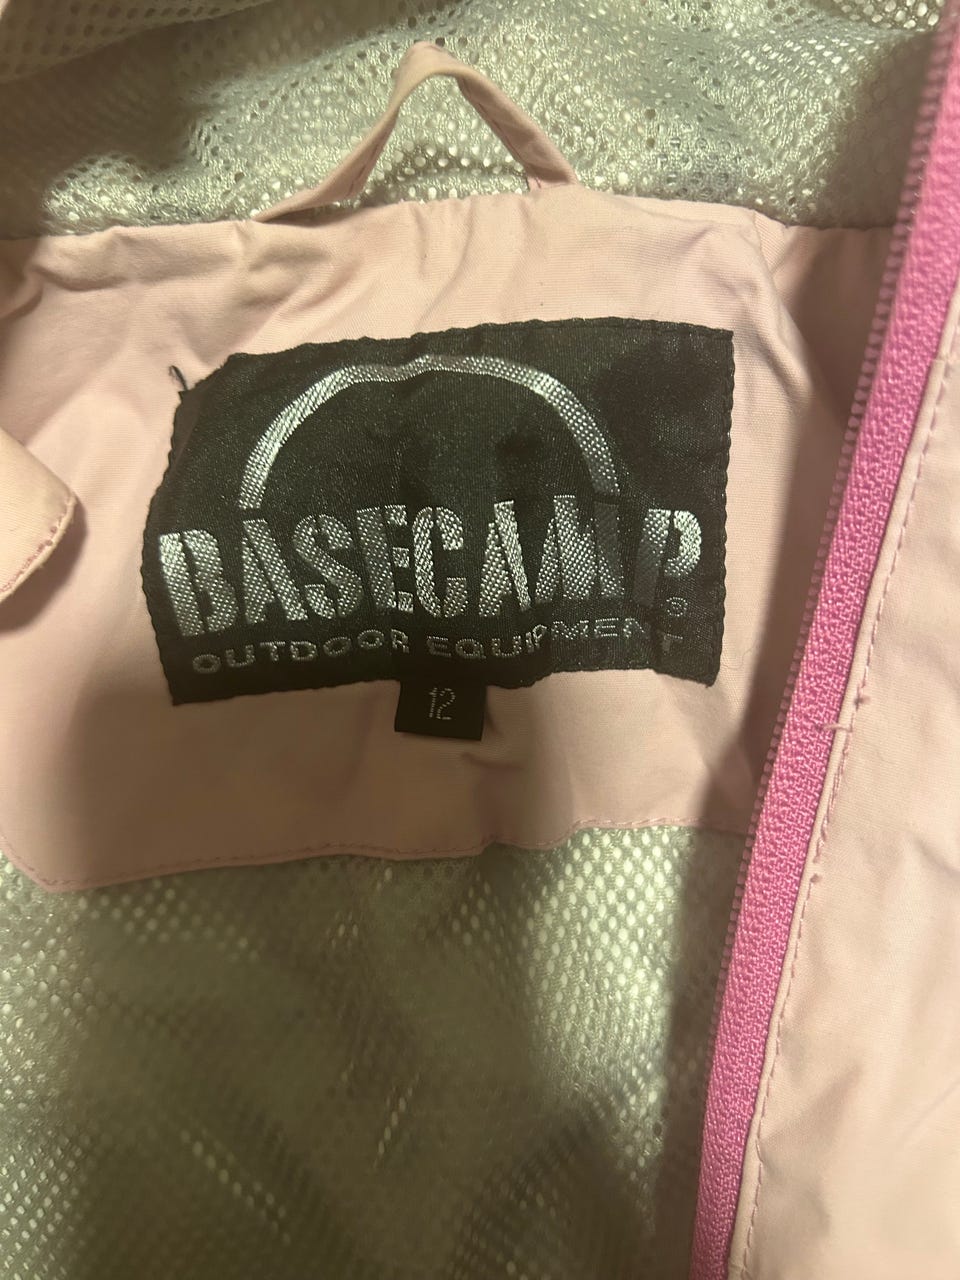 BASECAMP®
OUTDOOR EQUIPMENT
12